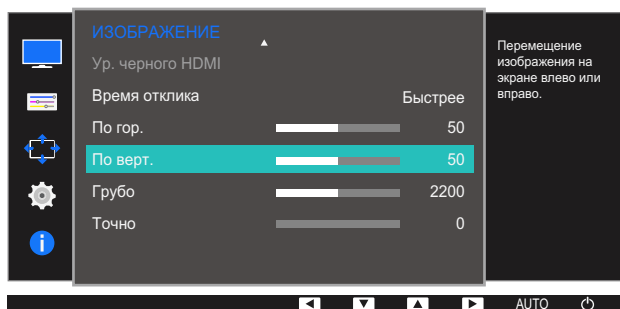 ИЗОБРАЖЕНИЕ
Ур. черного HDMI
Время отклика Быстрее
По гор. 50
По верт. 50
Грубо 2200
Точно 0
Перемещение
изображения на
экране влево или
вправо.
AUTO